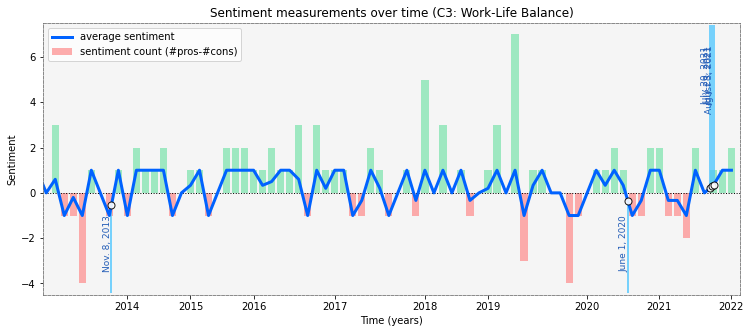 Sentiment measurements over time (C3: Work-Life Balance)
average sentiment
sentiment count (#pros-#cons)
Sentiment
6
4
2
0
−2
−4
Nov. 8, 2013
June 1, 2020
2014
2015
2016
2017
2018
2019
2020
2021
2022
Time (years)